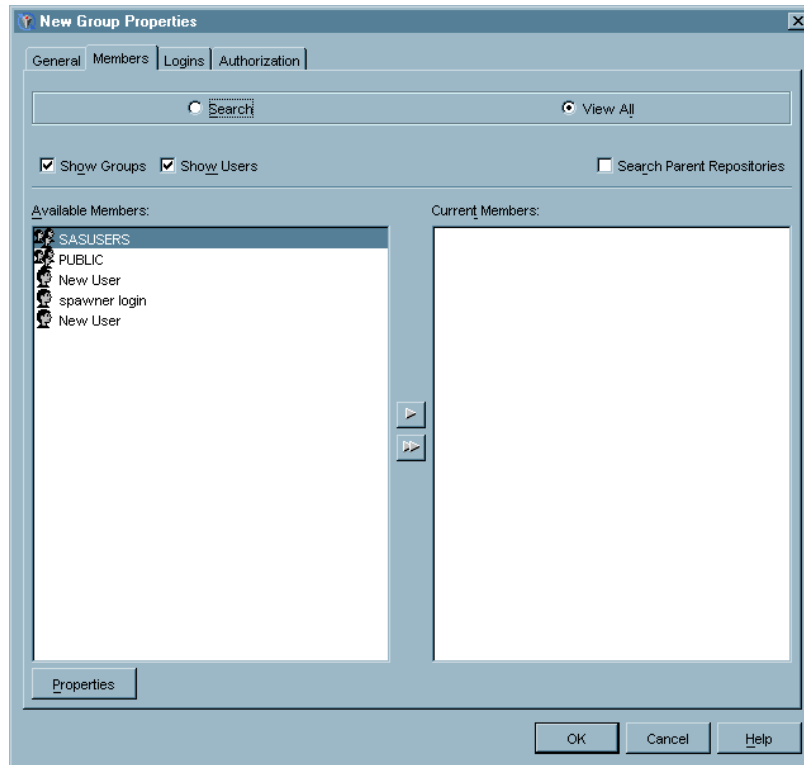 New Group Properties
General Members Logins Authorization
Search View All
Show Groups Show Users Search Parent Repositories
Available Members: Current Members:
SASUSERS
PUBLIC
New User
spawner login
New User
Properties
OK Cancel Help